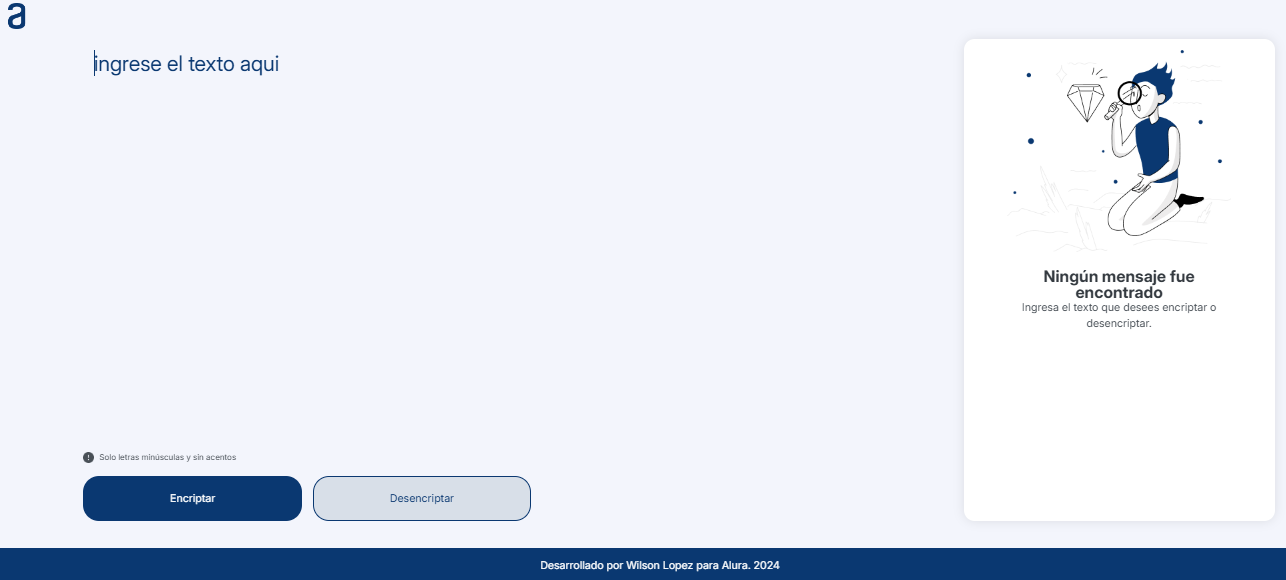 a
ingrese el texto aqui
Ningún mensaje fue
encontrado
Ingresa el texto que desees encriptar o
desencriptar.
Solo letras minúsculas y sin acentos
Encriptar
Desencriptar
Desarrollado por Wilson Lopez para Alura. 2024